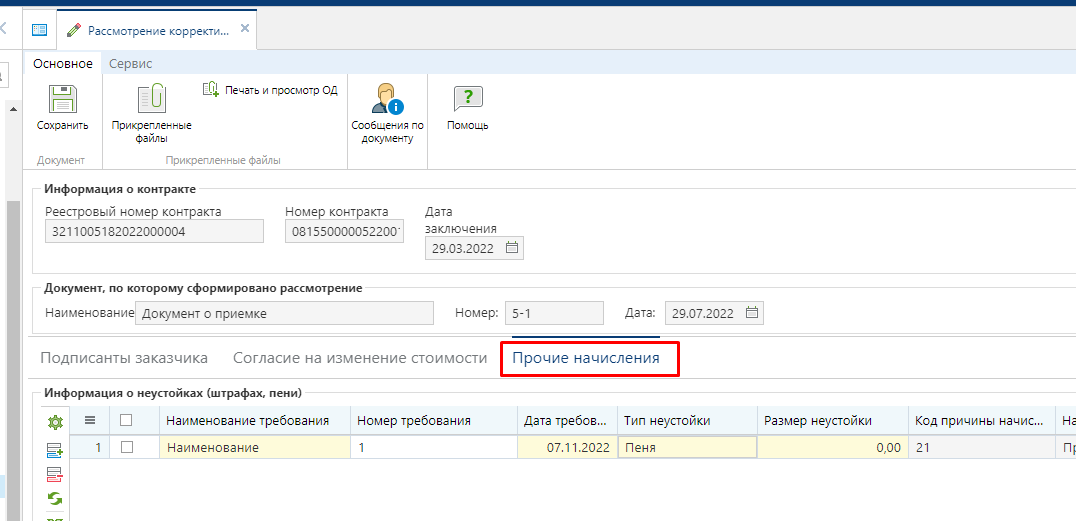 Рассмотрение корректи...
Основное Сервис
Сохранить
Прикрепленные файлы
Печать и просмотр ОД
Сообщения по документу
Помощь
Документ
Прикрепленные файлы
Информация о контракте
Реестровый номер контракта
Номер контракта
Дата заключения
3211005182022000004
29.03.2022
Документ, по которому сформировано рассмотрение
Наименование Документ о приемке Номер: 5-1 Дата: 29.07.2022
Подписанты заказчика Согласие на изменение стоимости Прочие начисления
Информация о неустойках (штрафах, пени)
Наименование требования Номер требования Дата требов... Тип неустойки Размер неустойки Код причины начис... На
1 Наименование 1 07.11.2022 Пеня 0,00 21 Пр